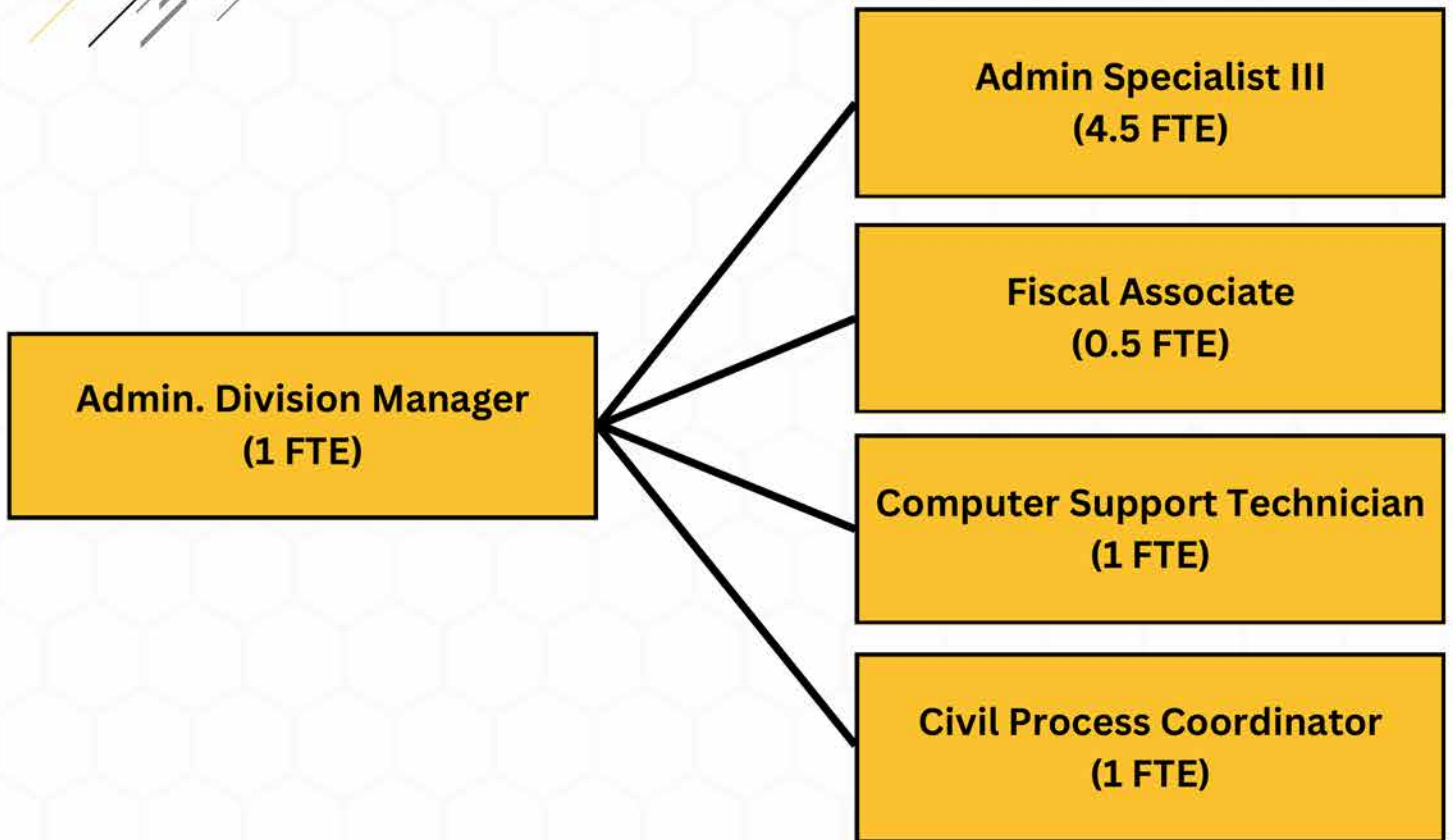 Admin. Division Manager
(1 FTE)
Admin Specialist III
(4.5 FTE)
Fiscal Associate
(0.5 FTE)
Computer Support Technician
(1 FTE)
Civil Process Coordinator
(1 FTE)